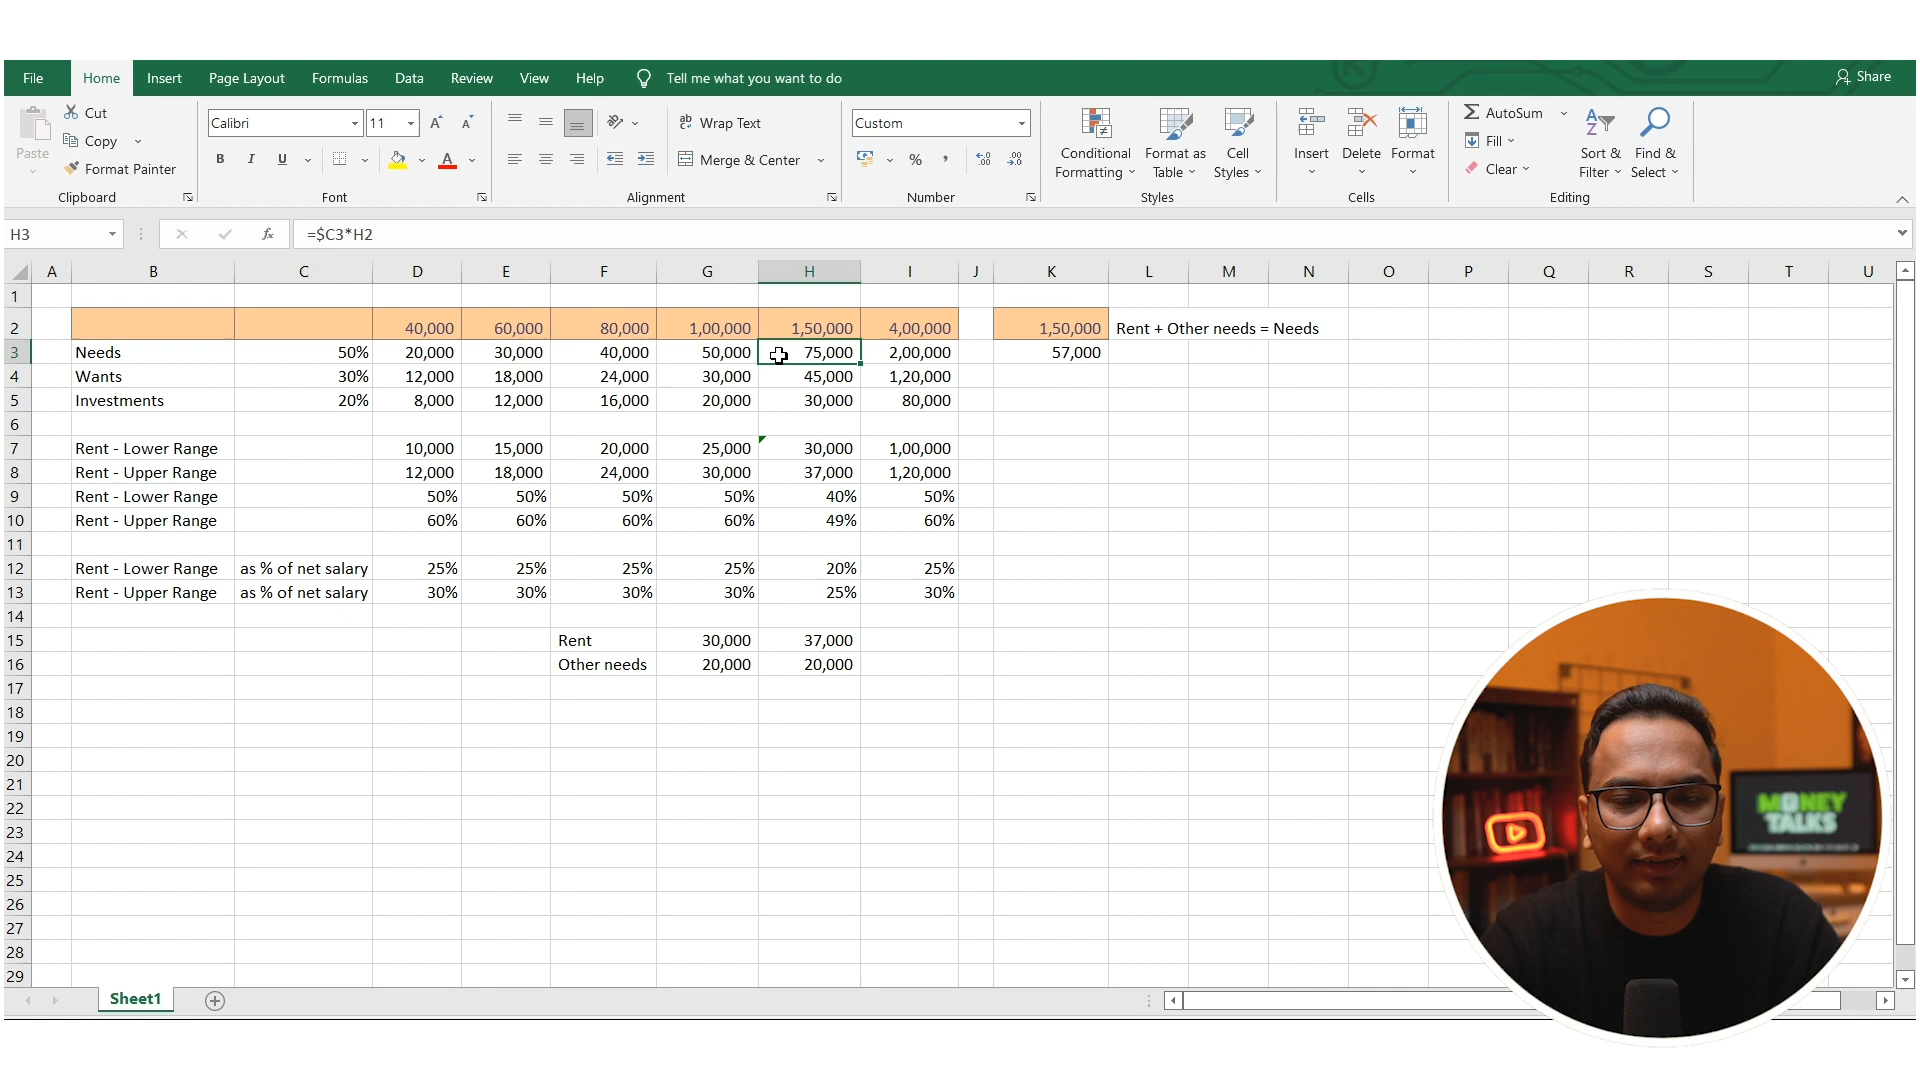 File Home Insert Page Layout Formulas Data Review View Help Tell me what you want to do Share
Cut
Copy
Format Painter
Paste
Clipboard
Calibri 11
B I U
Font
Wrap Text
Merge & Center
Alignment
Custom
%
Number
Conditional Formatting
Format as Table
Cell Styles
Styles
Insert Delete Format
Cells
AutoSum
Fill
Clear
Sort & Filter
Find & Select
Editing
H3 fx =$C3*H2
A B C D E F G H I J K L M N O P Q R S T U
1
2 40,000 60,000 80,000 1,00,000 1,50,000 4,00,000 1,50,000 Rent + Other needs = Needs
3 Needs 50% 20,000 30,000 40,000 50,000 75,000 2,00,000 57,000
4 Wants 30% 12,000 18,000 24,000 30,000 45,000 1,20,000
5 Investments 20% 8,000 12,000 16,000 20,000 30,000 80,000
6
7 Rent - Lower Range 10,000 15,000 20,000 25,000 30,000 1,00,000
8 Rent - Upper Range 12,000 18,000 24,000 30,000 37,000 1,20,000
9 Rent - Lower Range 50% 50% 50% 50% 40% 50%
10 Rent - Upper Range 60% 60% 60% 60% 49% 60%
11
12 Rent - Lower Range as % of net salary 25% 25% 25% 25% 20% 25%
13 Rent - Upper Range as % of net salary 30% 30% 30% 30% 25% 30%
14
15 Rent 30,000 37,000
16 Other needs 20,000 20,000
17
18
19
20
21
22
23
24
25
26
27
28
29
Sheet1
MONEY
TALKS